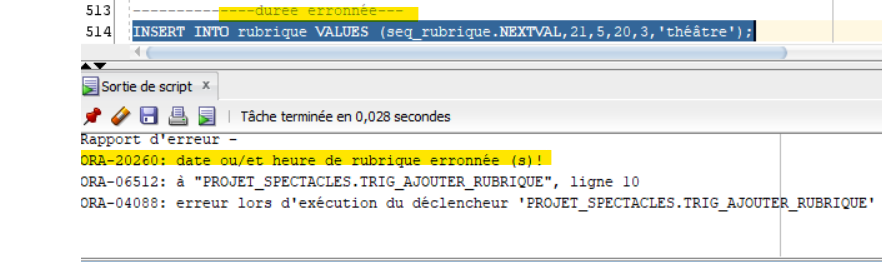 513 --------------------durée erronnée---
514 INSERT INTO rubrique VALUES (seq_rubrique.NEXTVAL,21,5,20,3,'théâtre');
Sortie de script x
Tâche terminée en 0,028 secondes
Rapport d'erreur -
ORA-20260: date ou/et heure de rubrique erronnée (s)!
ORA-06512: à "PROJET_SPECTACLES.TRIG_AJOUTER_RUBRIQUE", ligne 10
ORA-04088: erreur lors d'exécution du déclencheur 'PROJET_SPECTACLES.TRIG_AJOUTER_RUBRIQUE'